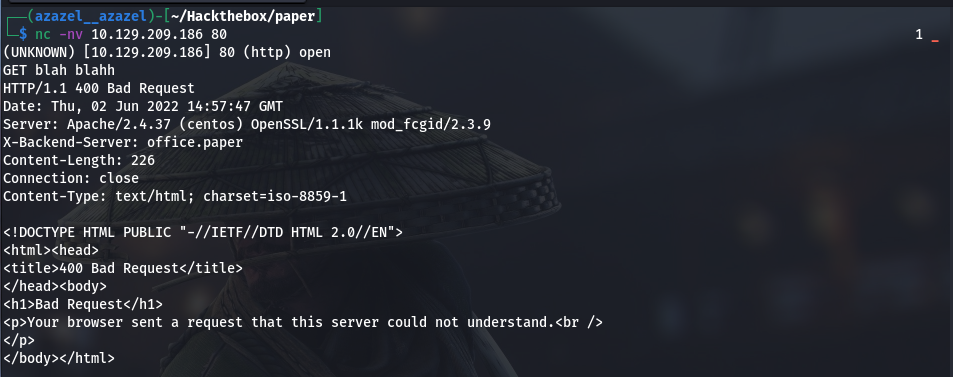 ┌──(azazel__azazel)-[~/Hackthebox/paper]
└─$ nc -nv 10.129.209.186 80 1 _
(UNKNOWN) [10.129.209.186] 80 (http) open
GET blah blahh
HTTP/1.1 400 Bad Request
Date: Thu, 02 Jun 2022 14:57:47 GMT
Server: Apache/2.4.37 (centos) OpenSSL/1.1.1k mod_fcgid/2.3.9
X-Backend-Server: office.paper
Content-Length: 226
Connection: close
Content-Type: text/html; charset=iso-8859-1

<!DOCTYPE HTML PUBLIC "-//IETF//DTD HTML 2.0//EN">
<html><head>
<title>400 Bad Request</title>
</head><body>
<h1>Bad Request</h1>
<p>Your browser sent a request that this server could not understand.<br />
</p>
</body></html>